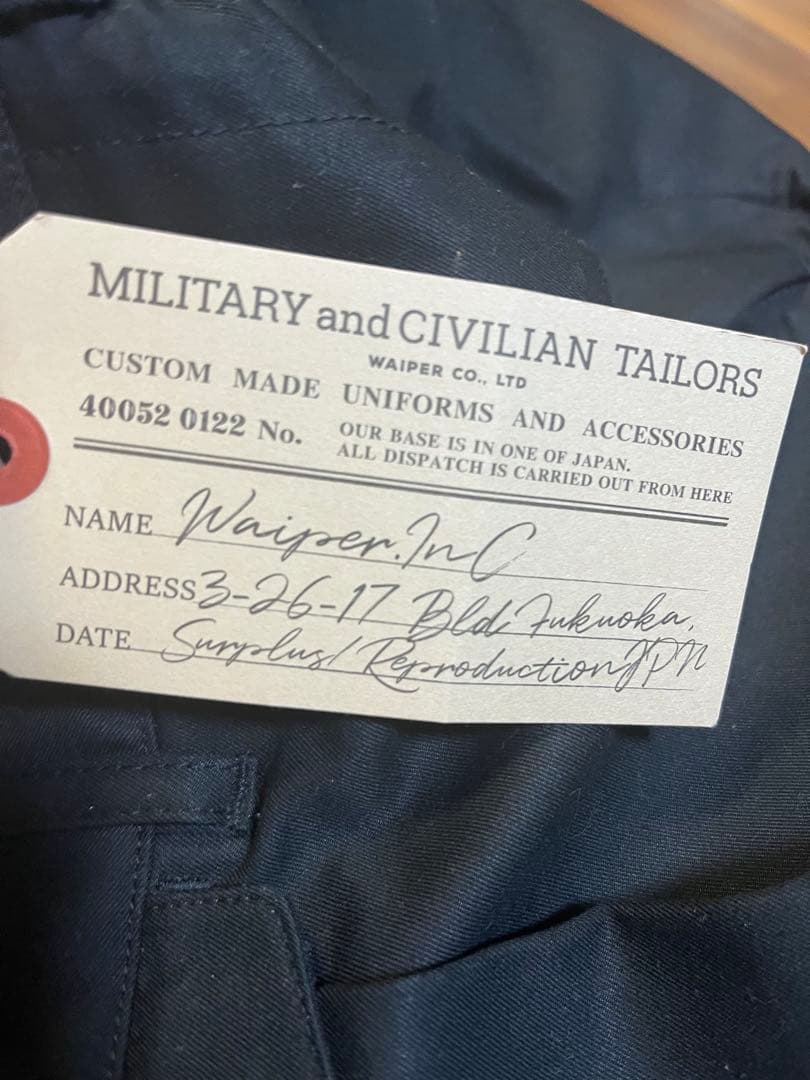 MILITARY and CIVILIAN TAILORS
WAIPER CO., LTD
CUSTOM MADE UNIFORMS AND ACCESSORIES
40052 0122 No.
OUR BASE IS IN ONE OF JAPAN.
ALL DISPATCH IS CARRIED OUT FROM HERE
NAME Waiper.InC
ADDRESS 3-26-17 Bld. Fukuoka,
DATE Surplus/ReproductionJPN